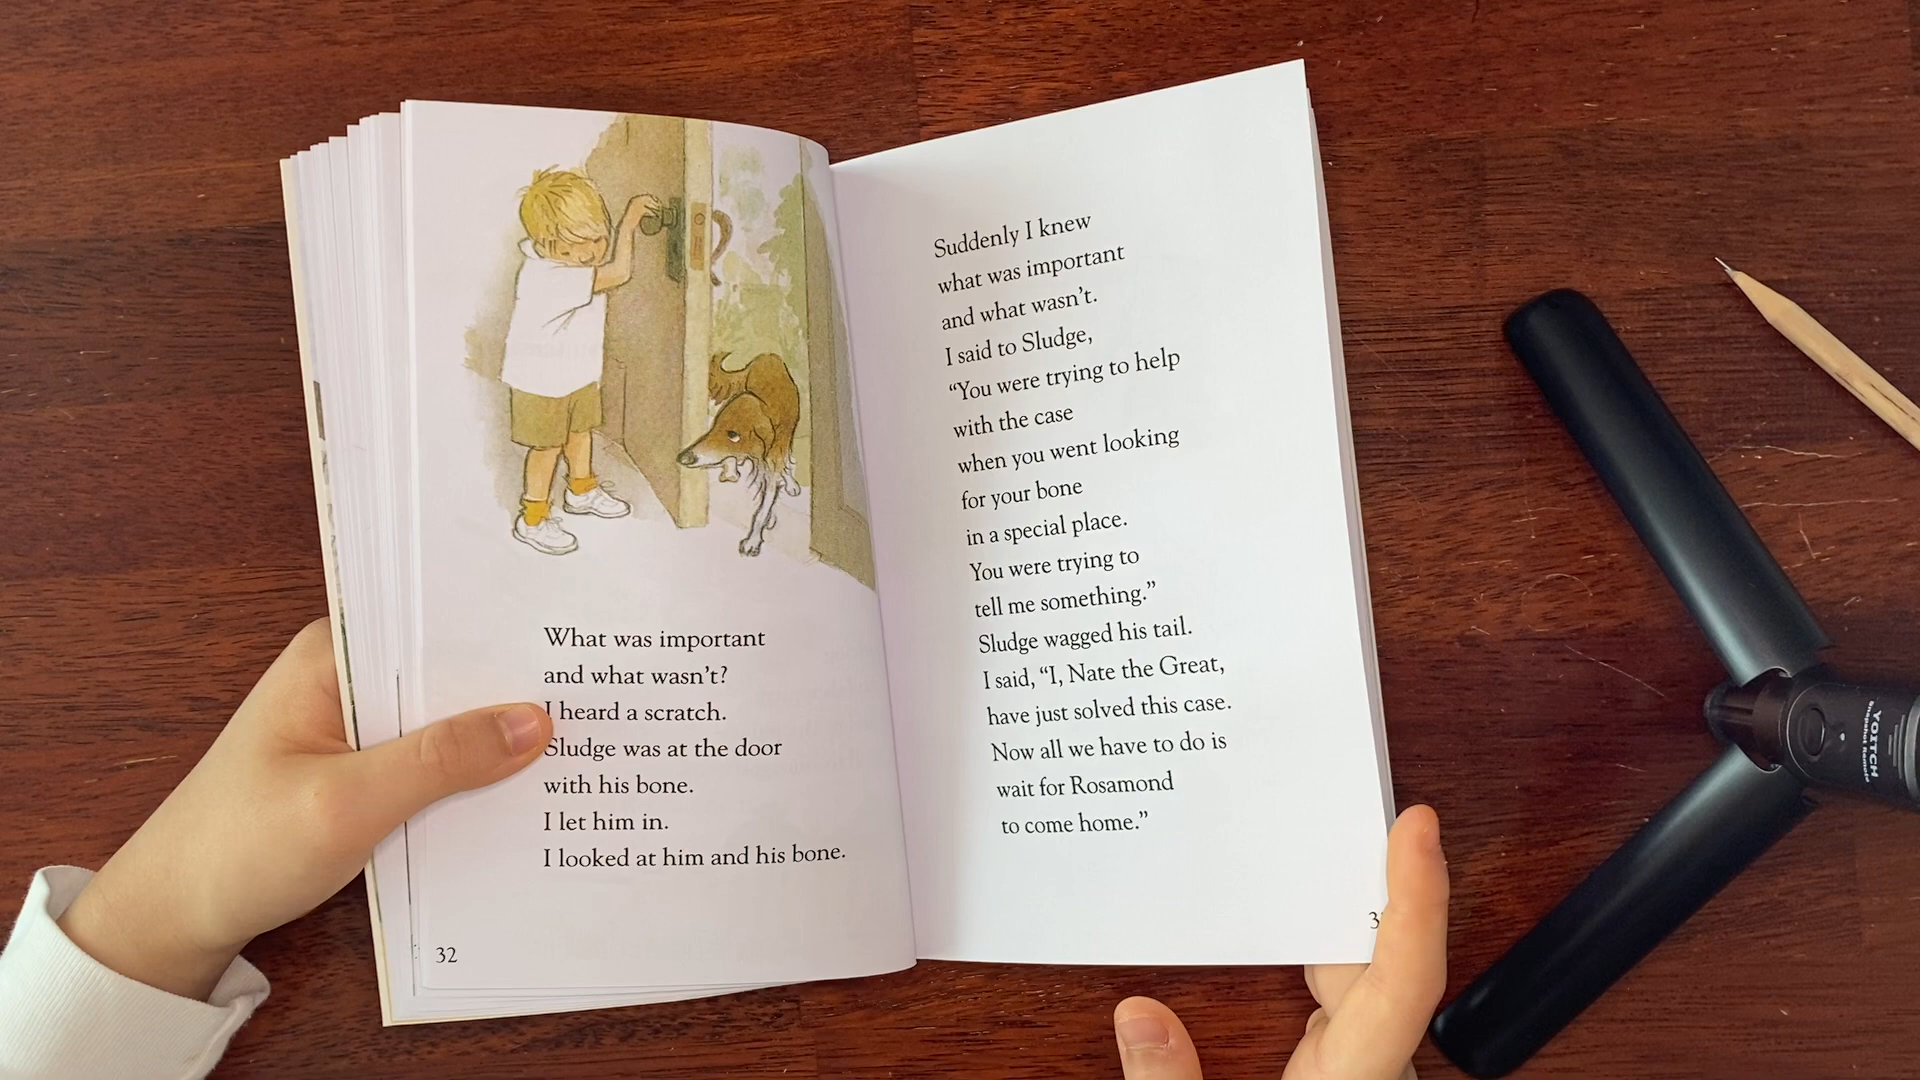 What was important
and what wasn't?
I heard a scratch.
Sludge was at the door
with his bone.
I let him in.
I looked at him and his bone.
32
Suddenly I knew
what was important
and what wasn't.
I said to Sludge,
“You were trying to help
with the case
when you went looking
for your bone
in a special place.
You were trying to
tell me something.”
Sludge wagged his tail.
I said, “I, Nate the Great,
have just solved this case.
Now all we have to do is
wait for Rosamond
to come home.”
YOITCH
Snapshot Remote